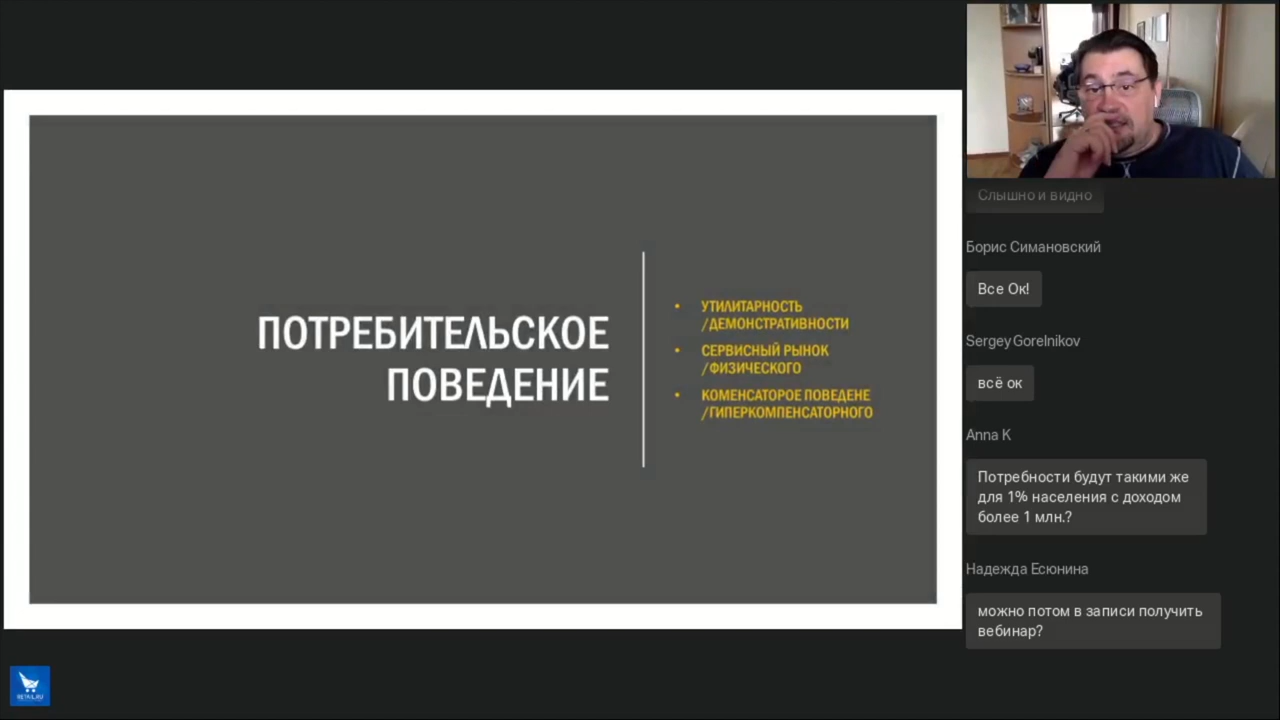 ПОТРЕБИТЕЛЬСКОЕ
ПОВЕДЕНИЕ
• УТИЛИТАРНОСТЬ
/ДЕМОНСТРАТИВНОСТИ
• СЕРВИСНЫЙ РЫНОК
/ФИЗИЧЕСКОГО
• КОМЕНСАТОРОЕ ПОВЕДЕНЕ
/ГИПЕРКОМПЕНСАТОРНОГО
Слышно и видно
Борис Симановский
Все Ок!
Sergey Gorelnikov
всё ок
Anna K
Потребности будут такими же
для 1% населения с доходом
более 1 млн.?
Надежда Есюнина
можно потом в записи получить
вебинар?
RETAIL.RU